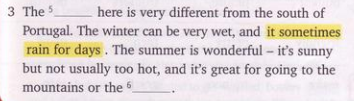 3 The ⁵______ here is very different from the south of
Portugal. The winter can be very wet, and it sometimes
rain for days . The summer is wonderful – it's sunny
but not usually too hot, and it's great for going to the
mountains or the ⁶______.